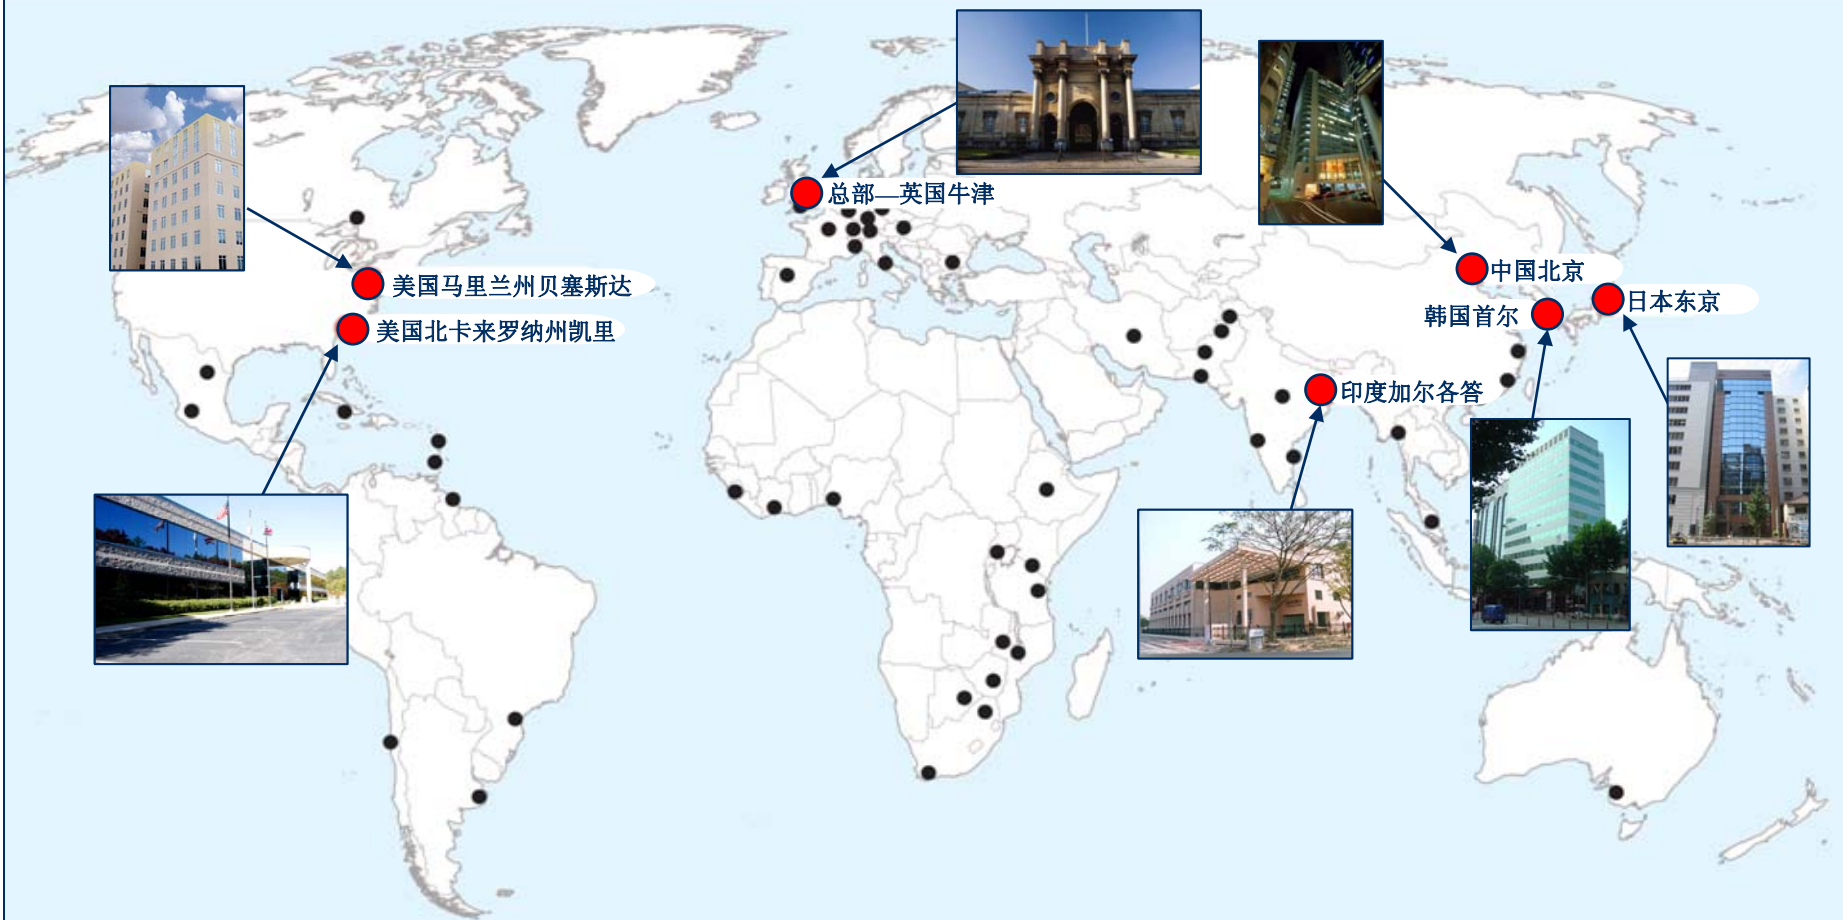 总部—英国牛津
美国马里兰州贝塞斯达
中国北京
日本东京
韩国首尔
美国北卡来罗纳州凯里
印度加尔各答